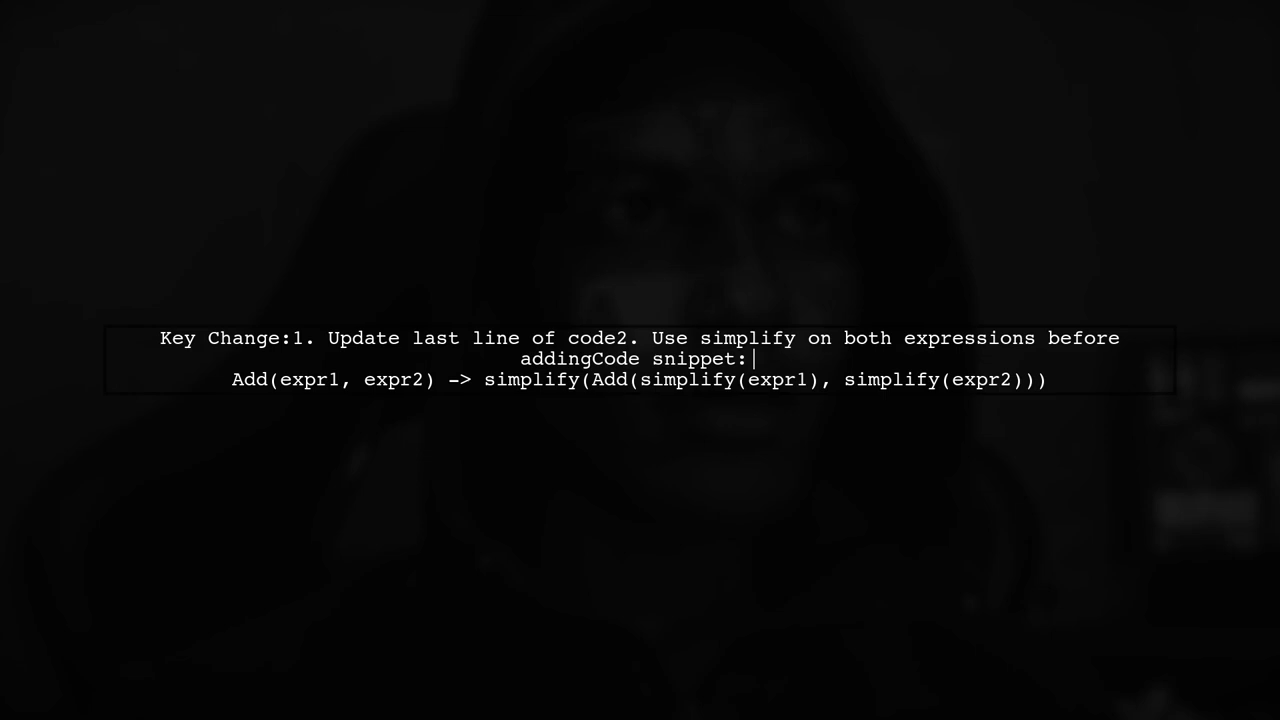 Key Change:1. Update last line of code2. Use simplify on both expressions before
addingCode snippet:|
Add(expr1, expr2) -> simplify(Add(simplify(expr1), simplify(expr2)))